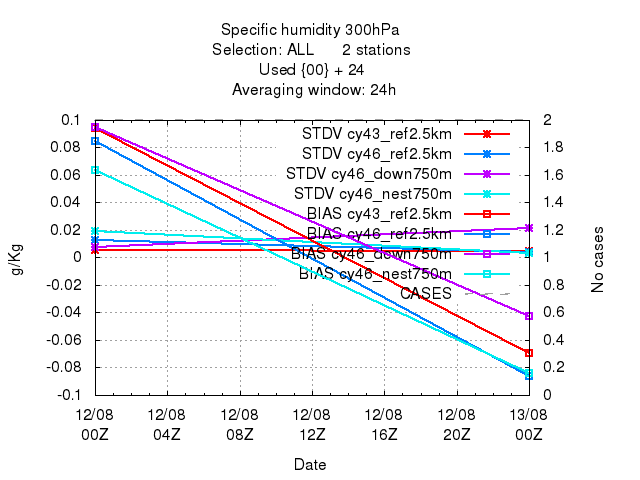 Specific humidity 300hPa
Selection: ALL 2 stations
Used {00} + 24
Averaging window: 24h
0.1
0.08
0.06
0.04
0.02
0
-0.02
-0.04
-0.06
-0.08
-0.1
g/Kg
2
1.8
1.6
1.4
1.2
1
0.8
0.6
0.4
0.2
0
No cases
STDV cy43_ref2.5km
STDV cy46_ref2.5km
STDV cy46_down750m
STDV cy46_nest750m
BIAS cy43_ref2.5km
BIAS cy46_ref2.5km
BIAS cy46_down750m
BIAS cy46_nest750m
CASES
12/08 12/08 12/08 12/08 12/08 12/08 13/08
00Z 04Z 08Z 12Z 16Z 20Z 00Z
Date